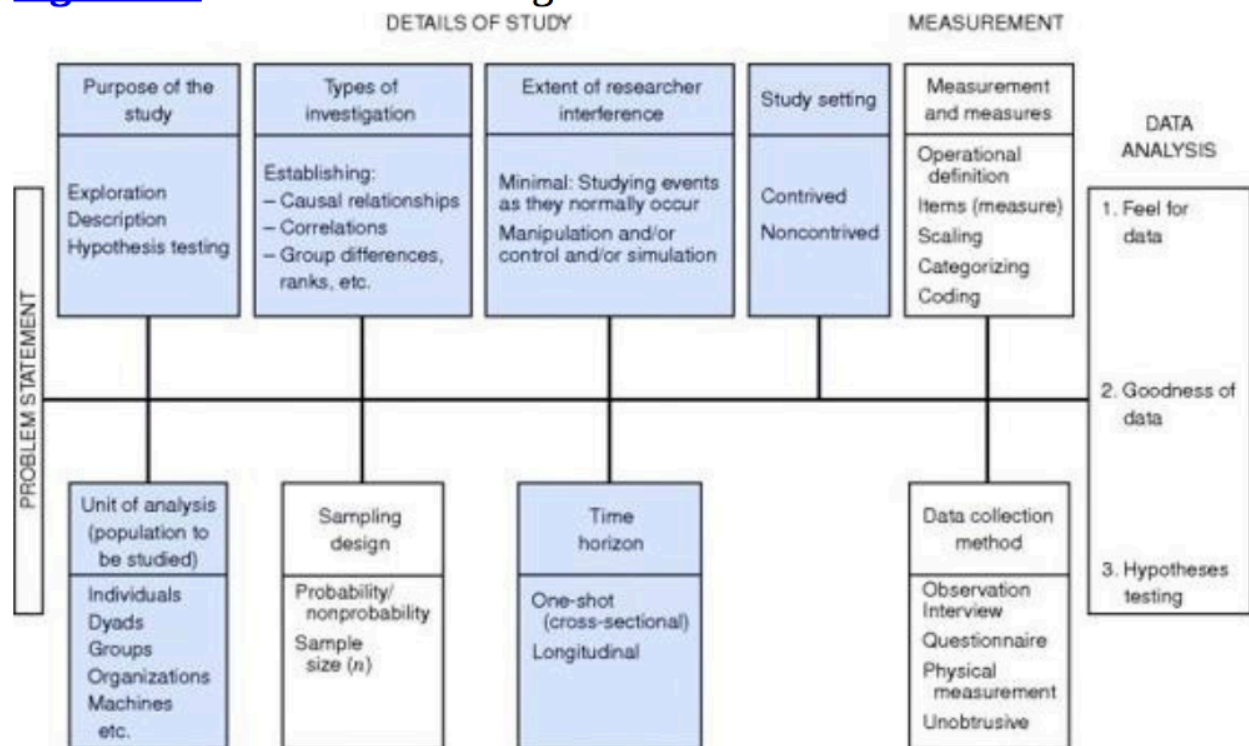 DETAILS OF STUDY
MEASUREMENT
Purpose of the
study
Exploration
Description
Hypothesis testing
Types of
investigation
Establishing:
– Causal relationships
– Correlations
– Group differences,
ranks, etc.
Extent of researcher
interference
Minimal: Studying events
as they normally occur
Manipulation and/or
control and/or simulation
Study setting
Contrived
Noncontrived
Measurement
and measures
Operational
definition
Items (measure)
Scaling
Categorizing
Coding
DATA
ANALYSIS
1. Feel for
data
2. Goodness of
data
3. Hypotheses
testing
PROBLEM STATEMENT
Unit of analysis
(population to
be studied)
Individuals
Dyads
Groups
Organizations
Machines
etc.
Sampling
design
Probability/
nonprobability
Sample
size (n)
Time
horizon
One-shot
(cross-sectional)
Longitudinal
Data collection
method
Observation
Interview
Questionnaire
Physical
measurement
Unobtrusive